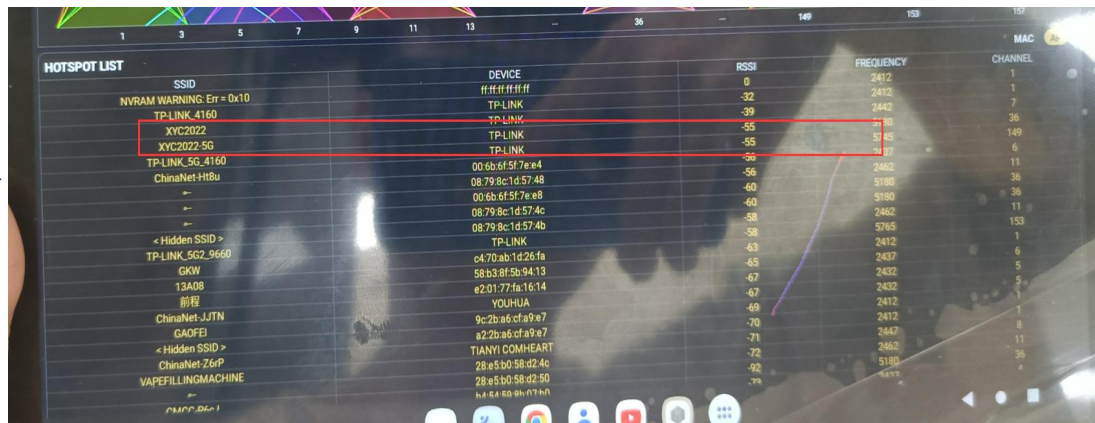 1 3 5 7 9 11 13 ... 36 ... 149 153 157
MAC
HOTSPOT LIST
SSID DEVICE RSSI FREQUENCY CHANNEL
NVRAM WARNING: Err = 0x10 ff:ff:ff:ff:ff:ff 0 2412 1
TP-LINK_4160 TP-LINK -32 2412 1
XYC2022 TP-LINK -39 2442 7
XYC2022-5G TP-LINK -55 5180 36
TP-LINK_5G_4160 TP-LINK -55 5745 149
ChinaNet-Ht8u 00:6b:6f:5f:7e:e4 -56 2437 6
08:79:8c:1d:57:48 -56 2462 11
00:6b:6f:5f:7e:e8 -60 5180 36
08:79:8c:1d:57:4c -60 5180 36
< Hidden SSID > 08:79:8c:1d:57:4b -58 2462 11
TP-LINK_5G2_9660 TP-LINK -58 5765 153
GKW c4:70:ab:1d:26:fa -63 2412 1
13A08 58:b3:8f:5b:94:13 -65 2437 6
前程 e2:01:77:fa:16:14 -67 2432 5
ChinaNet-JJTN YOUHUA -67 2432 5
GAOFEI 9c:2b:a6:cf:a9:e7 -69 2412 1
< Hidden SSID > a2:2b:a6:cf:a9:e7 -70 2412 1
ChinaNet-Z6rP TIANYI COMHEART -71 2447 8
VAPEFILLINGMACHINE 28:e5:b0:58:d2:4c -72 2462 11
28:e5:b0:58:d2:50 -92 5180 36